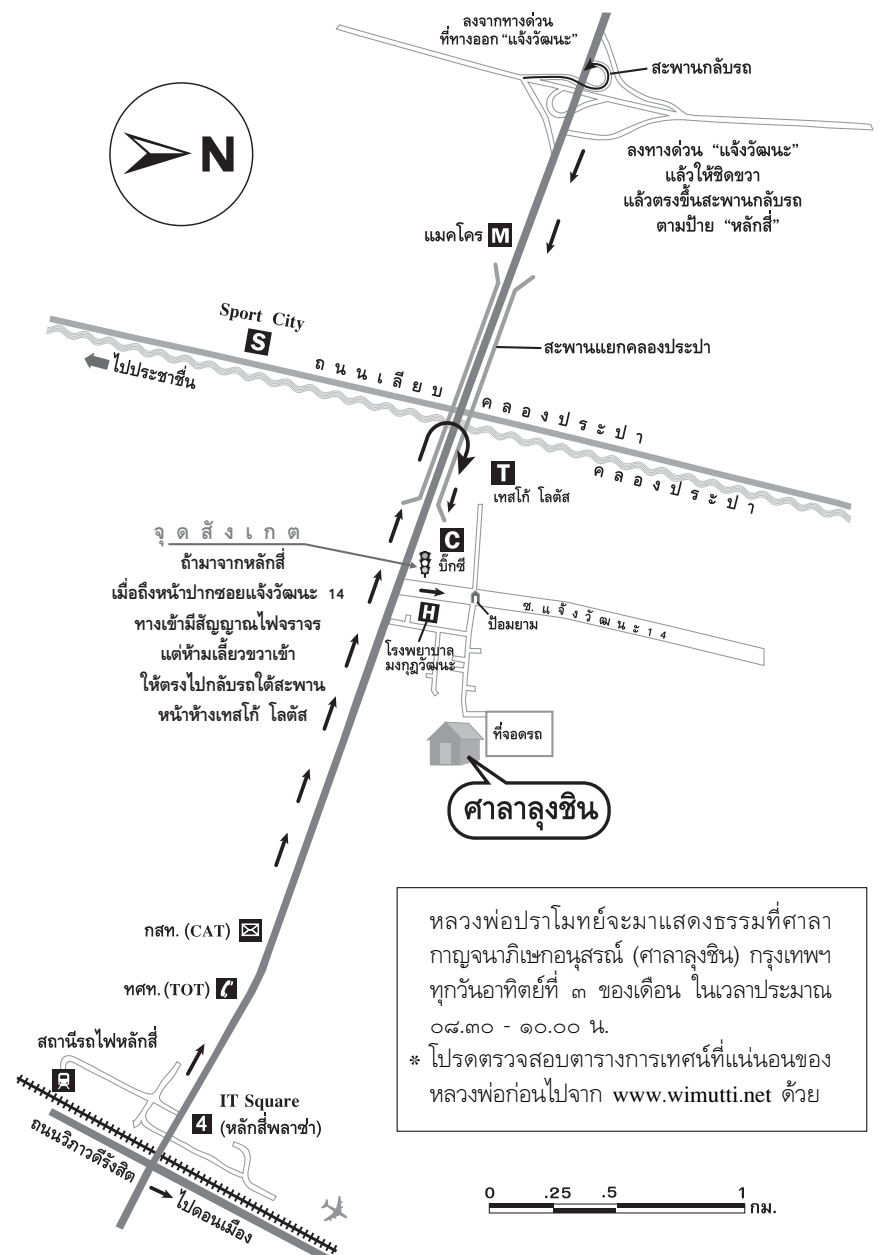 ลงจากทางด่วน
ที่ทางออก “แจ้งวัฒนะ”
สะพานกลับรถ
N
ลงทางด่วน “แจ้งวัฒนะ”
แล้วให้ชิดขวา
แล้วตรงขึ้นสะพานกลับรถ
ตามป้าย “หลักสี่”
แมคโคร M
Sport City
S
ไปประชาชื่น
ถนนเลียบคลองประปา
สะพานแยกคลองประปา
คลองประปา
T
เทสโก้ โลตัส
จุดสังเกต
ถ้ามาจากหลักสี่
เมื่อถึงหน้าปากซอยแจ้งวัฒนะ 14
ทางเข้ามีสัญญาณไฟจราจร
แต่ห้ามเลี้ยวขวาเข้า
ให้ตรงไปกลับรถใต้สะพาน
หน้าห้างเทสโก้ โลตัส
C
บิ๊กซี
ซ.แจ้งวัฒนะ14
ป้อมยาม
H
โรงพยาบาล
มงกุฎวัฒนะ
ที่จอดรถ
ศาลาลุงชิน
กสท. (CAT)
ทศท. (TOT)
สถานีรถไฟหลักสี่
IT Square
4 (หลักสี่พลาซ่า)
ถนนวิภาวดีรังสิต
ไปดอนเมือง
หลวงพ่อปราโมทย์จะมาแสดงธรรมที่ศาลา
กาญจนาภิเษกอนุสรณ์ (ศาลาลุงชิน) กรุงเทพฯ
ทุกวันอาทิตย์ที่ ๓ ของเดือน ในเวลาประมาณ
๐๘.๓๐ - ๑๐.๐๐ น.
* โปรดตรวจสอบตารางการเทศน์ที่แน่นอนของ
หลวงพ่อก่อนไปจาก www.wimutti.net ด้วย
0 .25 .5 1
กม.